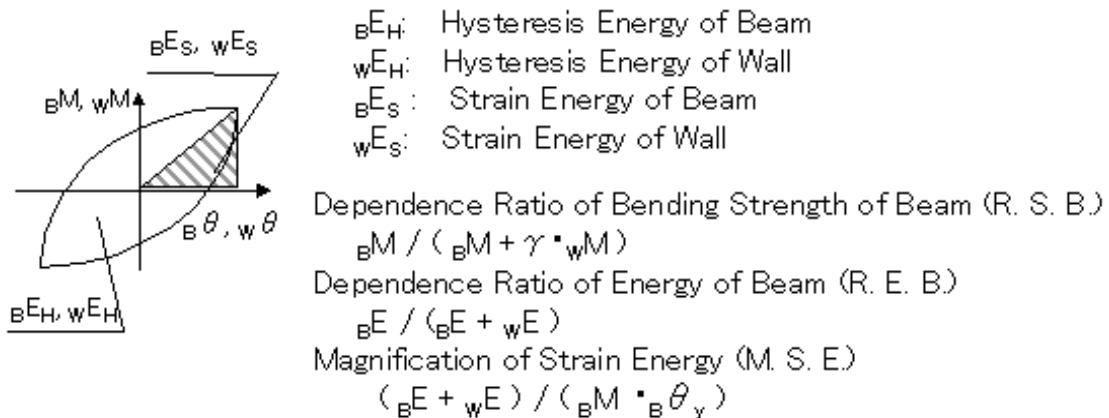 BES, WES
BM, WM
Bθ, Wθ
BEH, WEH
BEH: Hysteresis Energy of Beam
WEH: Hysteresis Energy of Wall
BES : Strain Energy of Beam
WES: Strain Energy of Wall
Dependence Ratio of Bending Strength of Beam (R. S. B.)
BM / ( BM + γ・WM)
Dependence Ratio of Energy of Beam (R. E. B.)
BE / (BE + WE )
Magnification of Strain Energy (M. S. E.)
( BE + WE ) / ( BM ・Bθy)